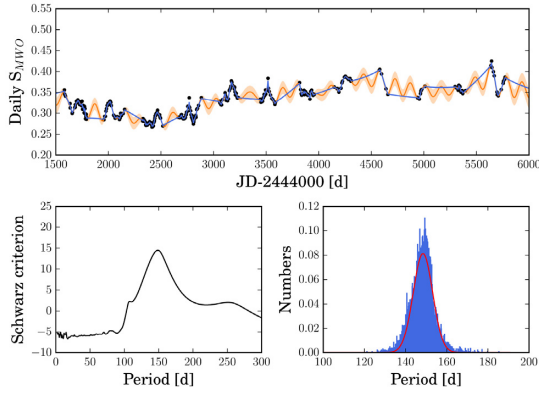 Daily S_MWO
0.55
0.50
0.45
0.40
0.35
0.30
0.25
0.20
1500 2000 2500 3000 3500 4000 4500 5000 5500 6000
JD-2444000 [d]
Schwarz criterion
25
20
15
10
5
0
−5
−10
0 50 100 150 200 250 300
Period [d]
Numbers
0.12
0.10
0.08
0.06
0.04
0.02
0.00
100 120 140 160 180 200
Period [d]